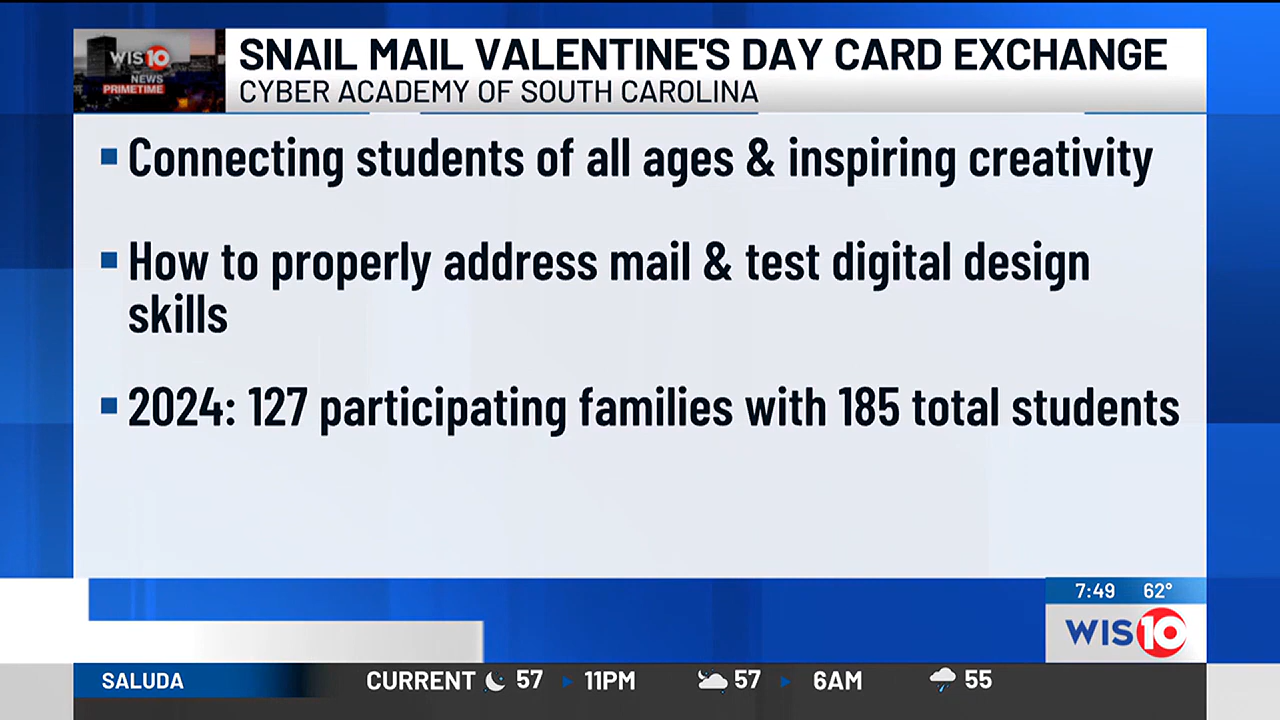 WIS10
NEWS
PRIMETIME
SNAIL MAIL VALENTINE'S DAY CARD EXCHANGE
CYBER ACADEMY OF SOUTH CAROLINA
Connecting students of all ages & inspiring creativity
How to properly address mail & test digital design
skills
2024: 127 participating families with 185 total students
7:49 62°
WIS10
SALUDA CURRENT 57 11PM 57 6AM 55